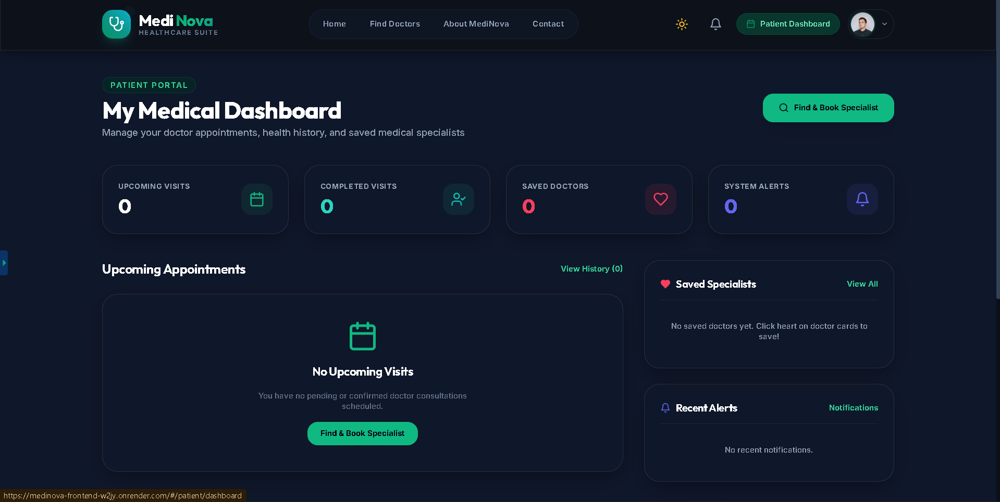 Medi Nova
HEALTHCARE SUITE
Home
Find Doctors
About MediNova
Contact
Patient Dashboard
PATIENT PORTAL
My Medical Dashboard
Manage your doctor appointments, health history, and saved medical specialists
Find & Book Specialist
UPCOMING VISITS
0
COMPLETED VISITS
0
SAVED DOCTORS
0
SYSTEM ALERTS
0
Upcoming Appointments
View History (0)
No Upcoming Visits
You have no pending or confirmed doctor consultations
scheduled.
Find & Book Specialist
Saved Specialists
View All
No saved doctors yet. Click heart on doctor cards to
save!
Recent Alerts
Notifications
No recent notifications.
https://medinova-frontend-w2jy.onrender.com/#/patient/dashboard